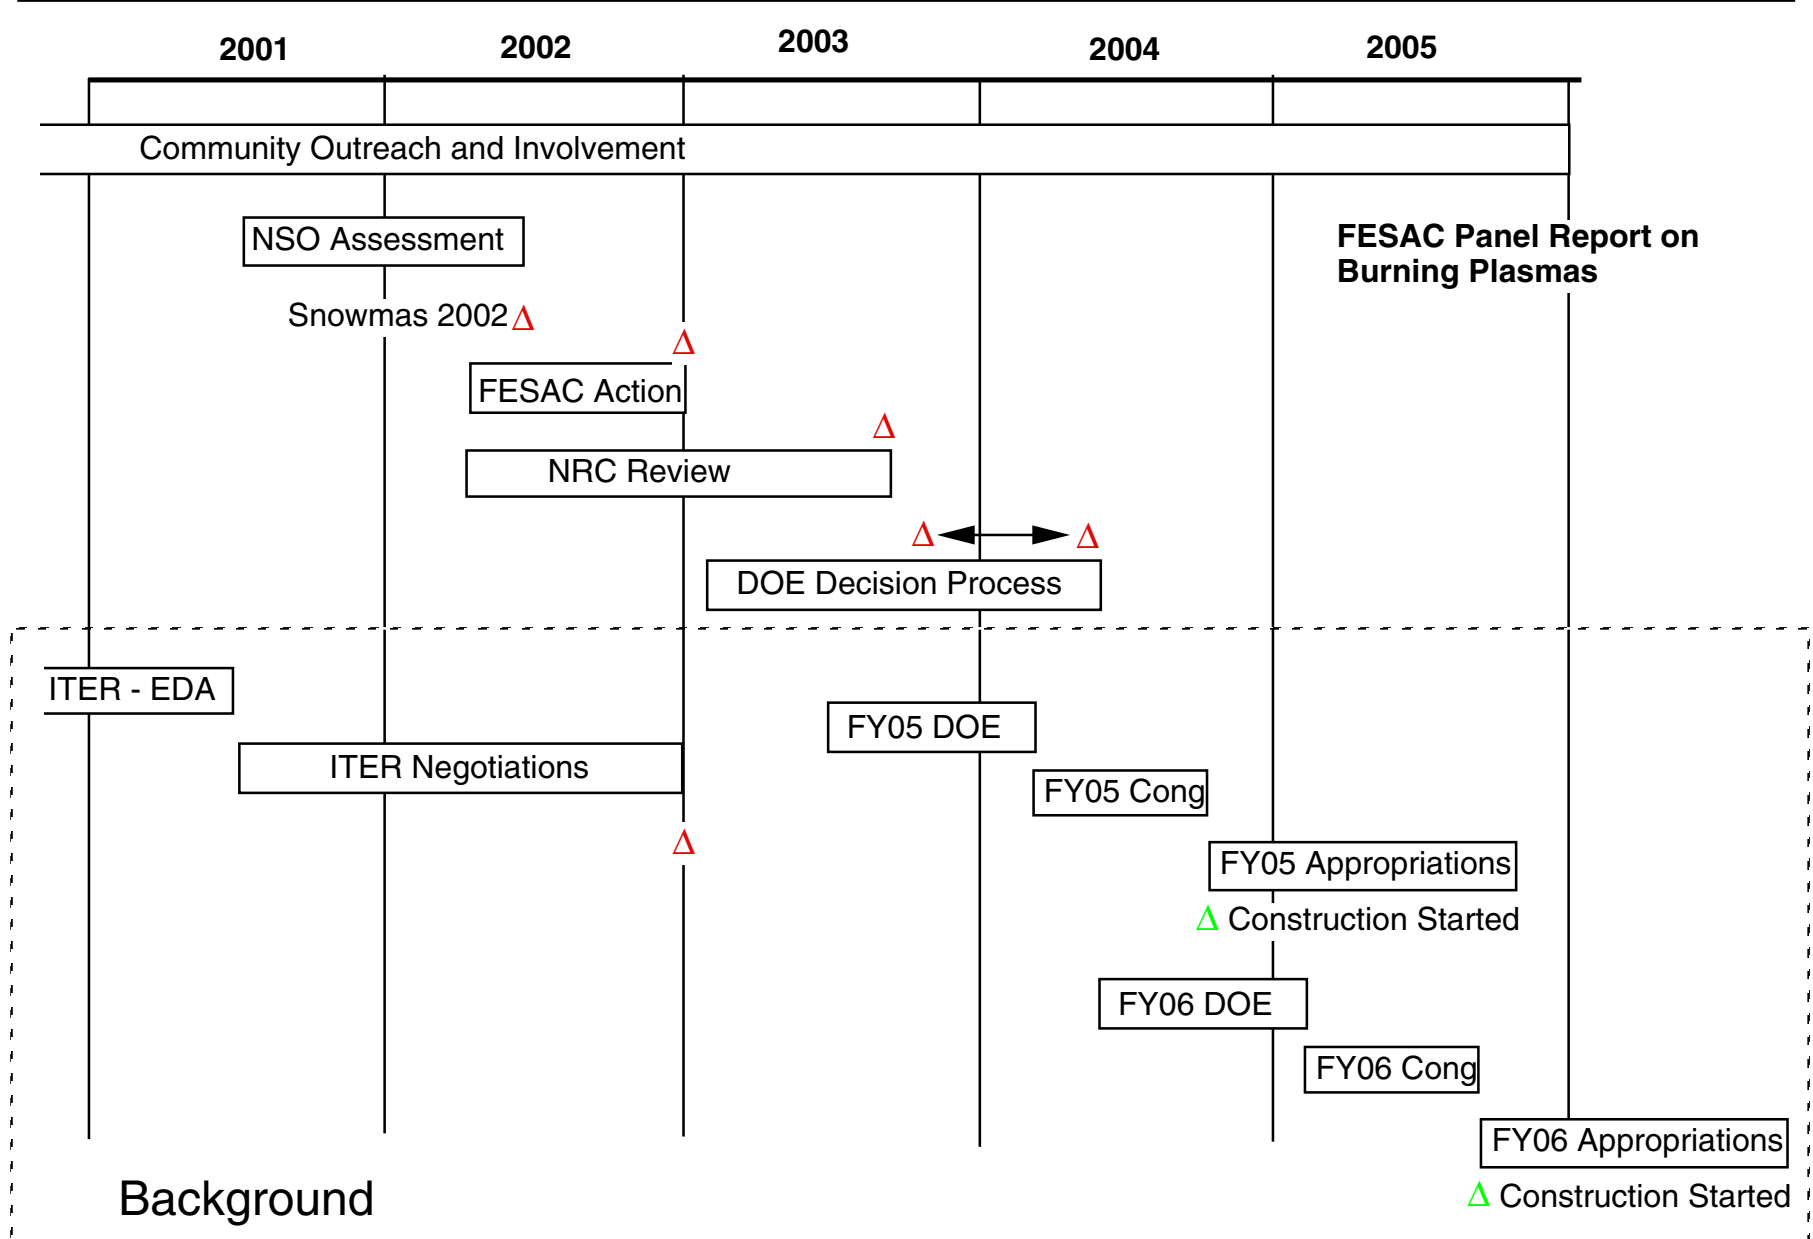 2001 2002 2003 2004 2005
Community Outreach and Involvement
NSO Assessment
FESAC Panel Report on
Burning Plasmas
Snowmas 2002 Δ
Δ
FESAC Action
Δ
NRC Review
Δ Δ
DOE Decision Process
ITER - EDA
FY05 DOE
ITER Negotiations
FY05 Cong
Δ
FY05 Appropriations
Δ Construction Started
FY06 DOE
FY06 Cong
FY06 Appropriations
Δ Construction Started
Background